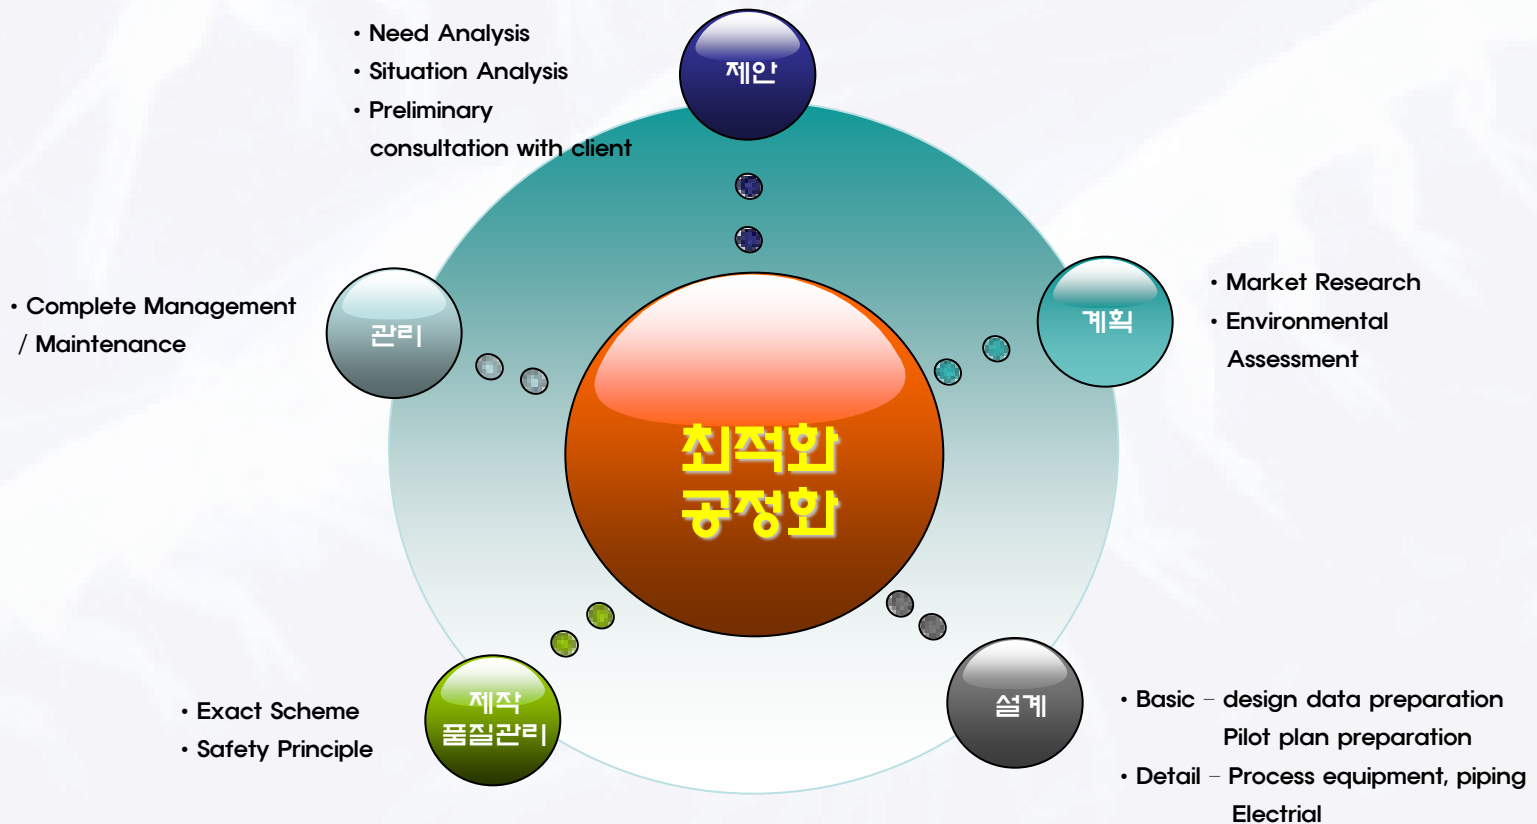 • Need Analysis
• Situation Analysis
• Preliminary
consultation with client
제안
• Complete Management
/ Maintenance
관리
계획
• Market Research
• Environmental
Assessment
최적화
공정화
• Exact Scheme
• Safety Principle
제작
품질관리
설계
• Basic – design data preparation
Pilot plan preparation
• Detail – Process equipment, piping
Electrial